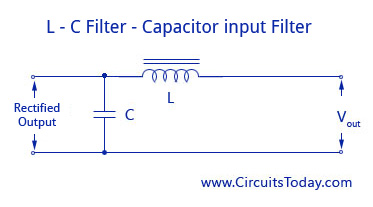 L - C Filter - Capacitor input Filter
L
Rectified
Output
C
Vout
www.CircuitsToday.com